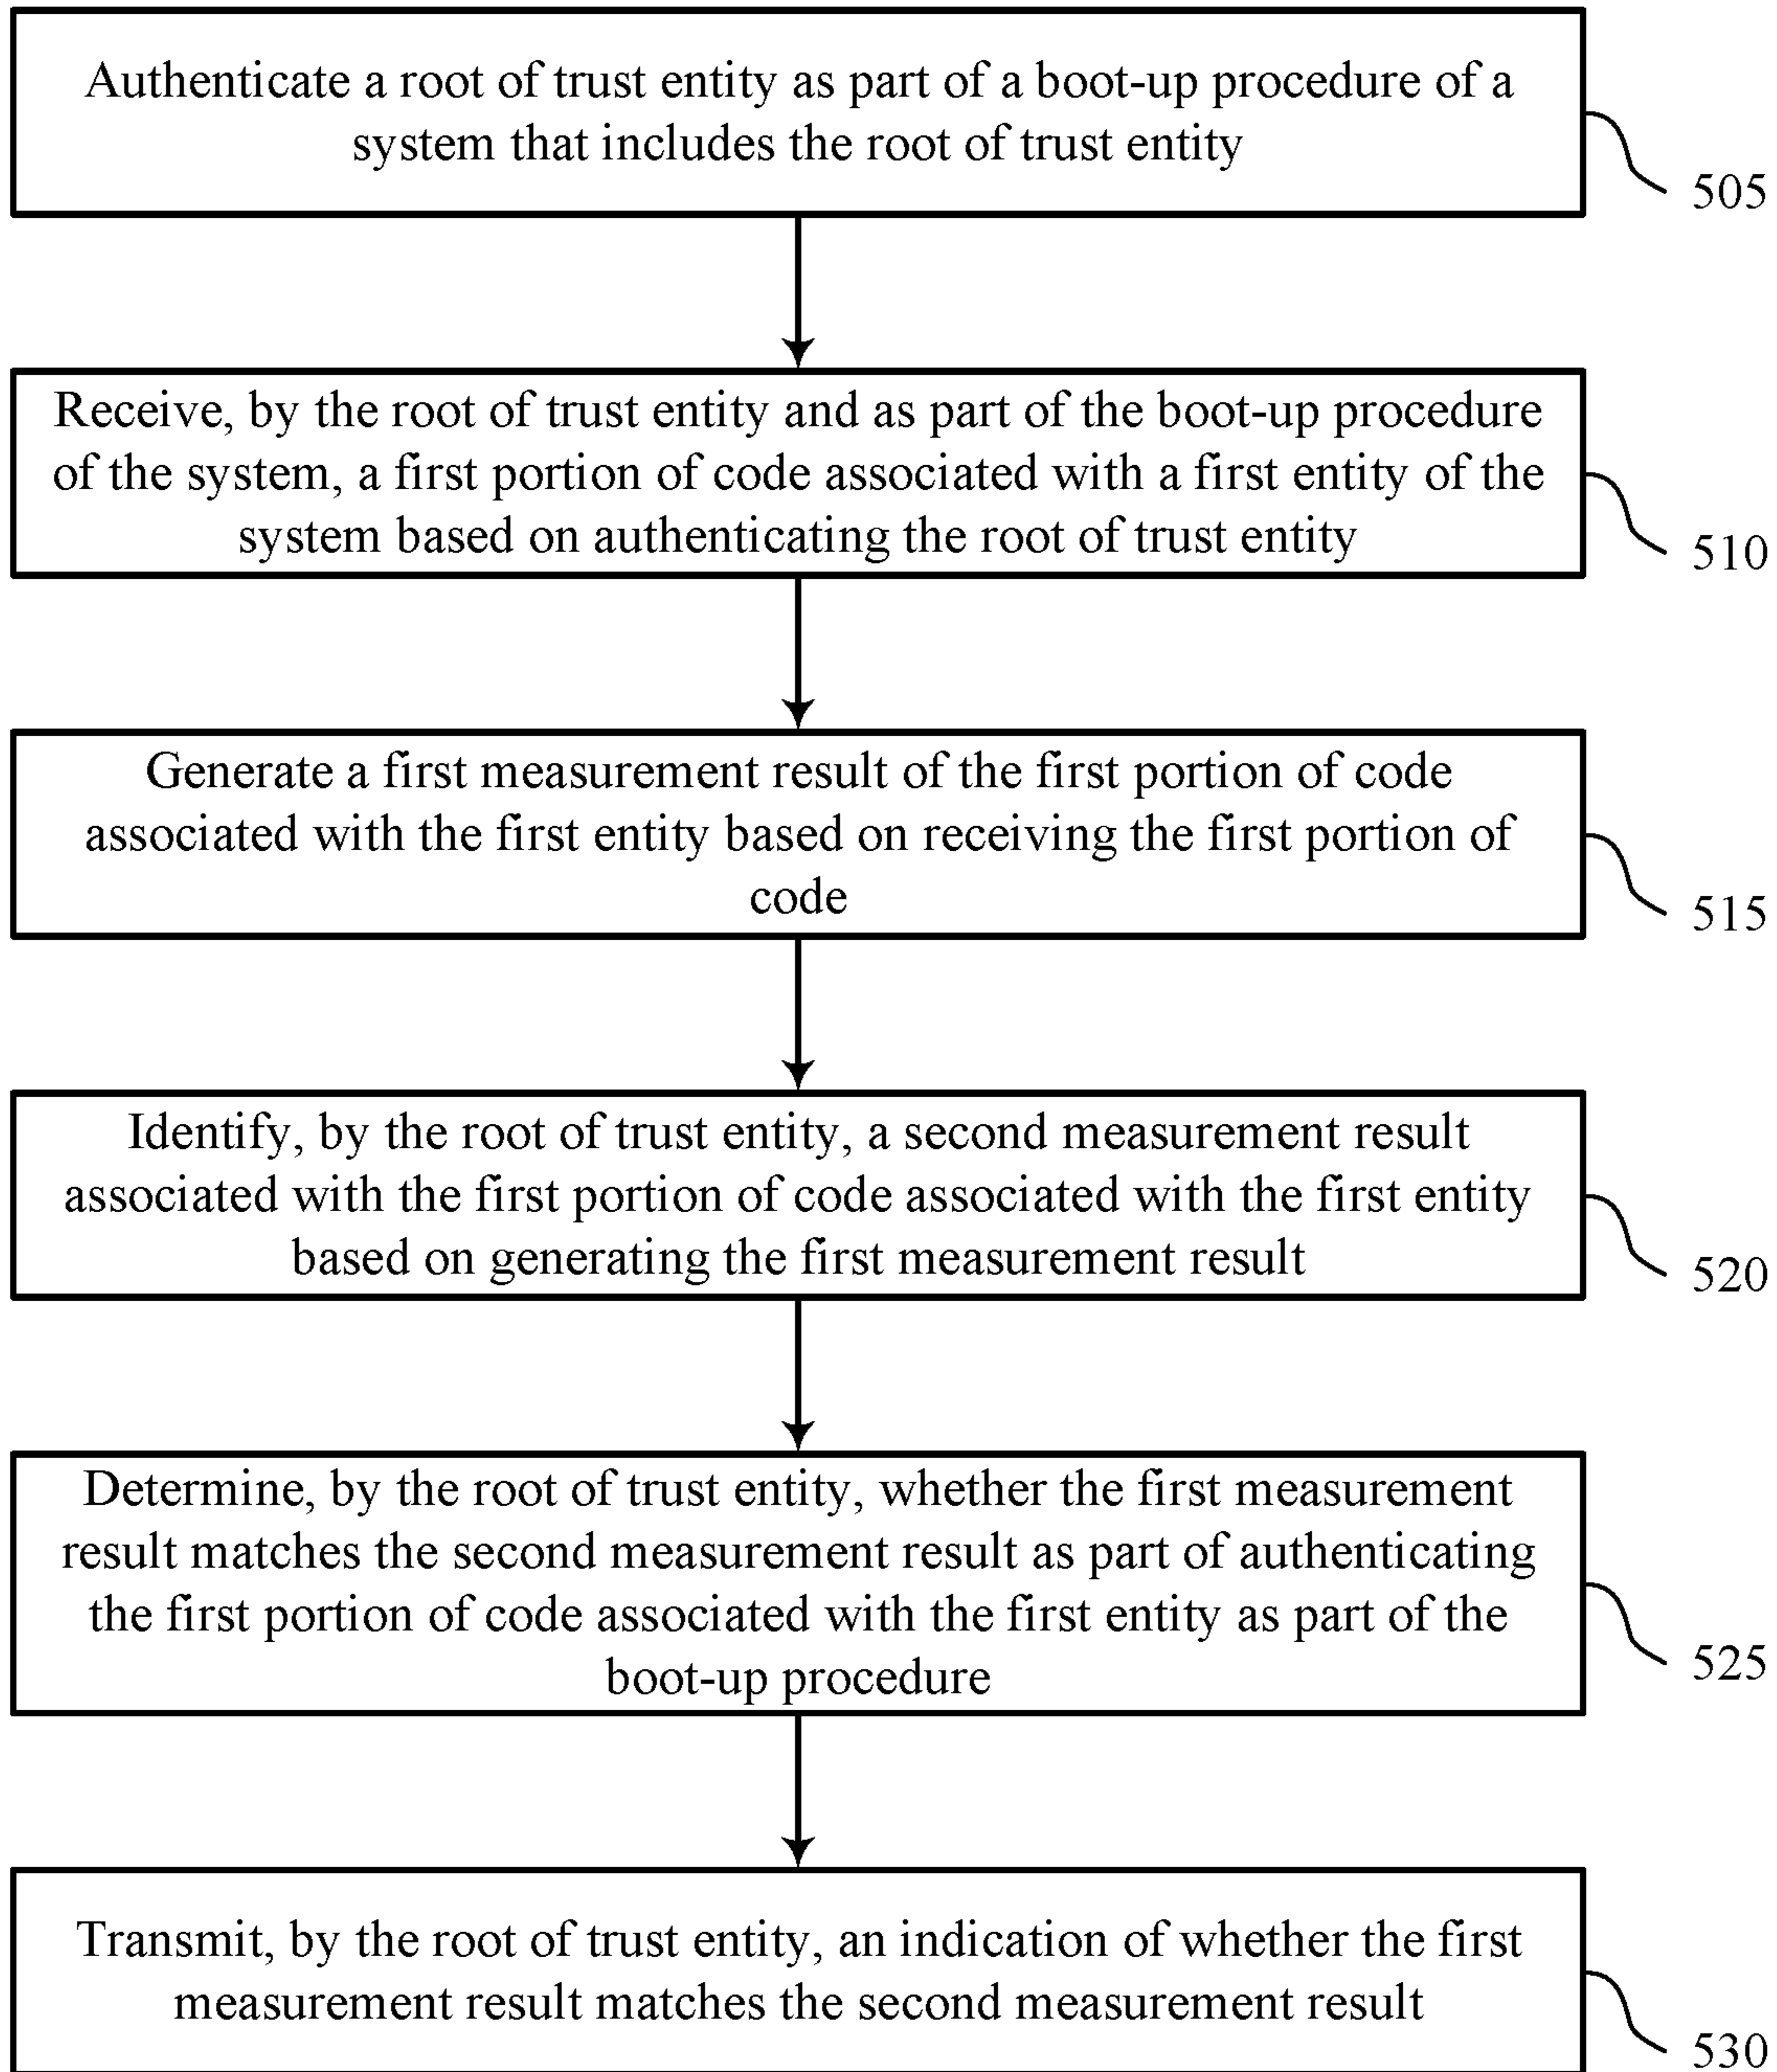 Authenticate a root of trust entity as part of a boot-up procedure of a
system that includes the root of trust entity
505
Receive, by the root of trust entity and as part of the boot-up procedure
of the system, a first portion of code associated with a first entity of the
system based on authenticating the root of trust entity
510
Generate a first measurement result of the first portion of code
associated with the first entity based on receiving the first portion of
code
515
Identify, by the root of trust entity, a second measurement result
associated with the first portion of code associated with the first entity
based on generating the first measurement result
520
Determine, by the root of trust entity, whether the first measurement
result matches the second measurement result as part of authenticating
the first portion of code associated with the first entity as part of the
boot-up procedure
525
Transmit, by the root of trust entity, an indication of whether the first
measurement result matches the second measurement result
530